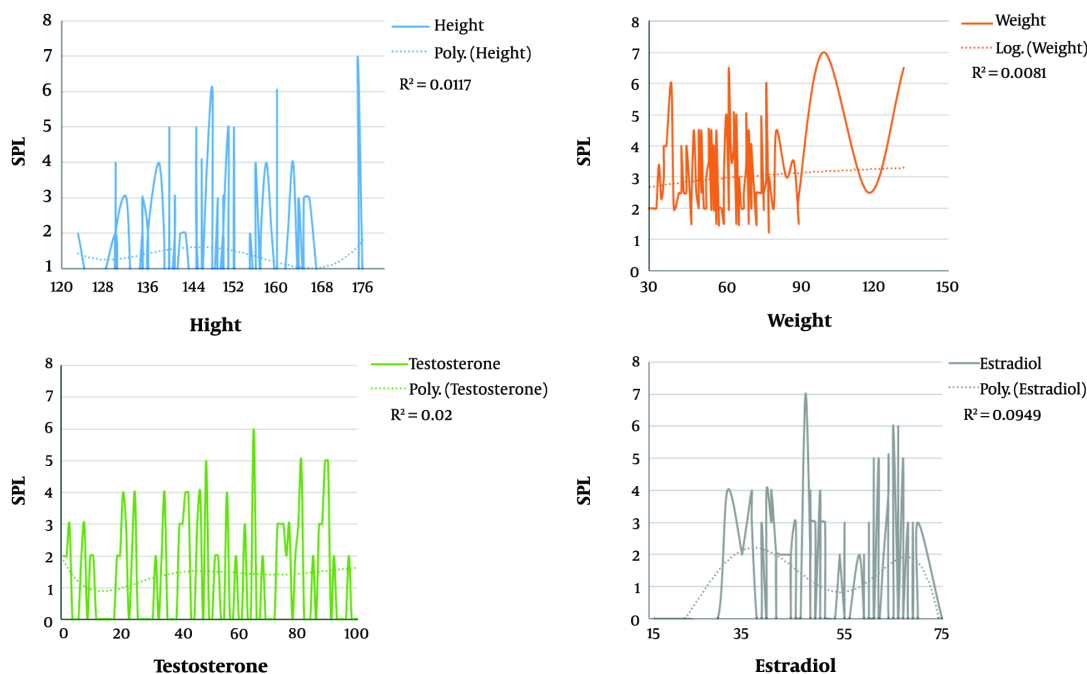 8
7
6
5
4
3
2
1
SPL
120 128 136 144 152 160 168 176
Hight
Height
Poly. (Height)
R² = 0.0117
8
7
6
5
4
3
2
1
0
SPL
30 60 90 120 150
Weight
Weight
Log. (Weight)
R² = 0.0081
8
7
6
5
4
3
2
1
0
SPL
0 20 40 60 80 100
Testosterone
Testosterone
Poly. (Testosterone)
R² = 0.02
8
7
6
5
4
3
2
1
0
SPL
15 35 55 75
Estradiol
Estradiol
Poly. (Estradiol)
R² = 0.0949